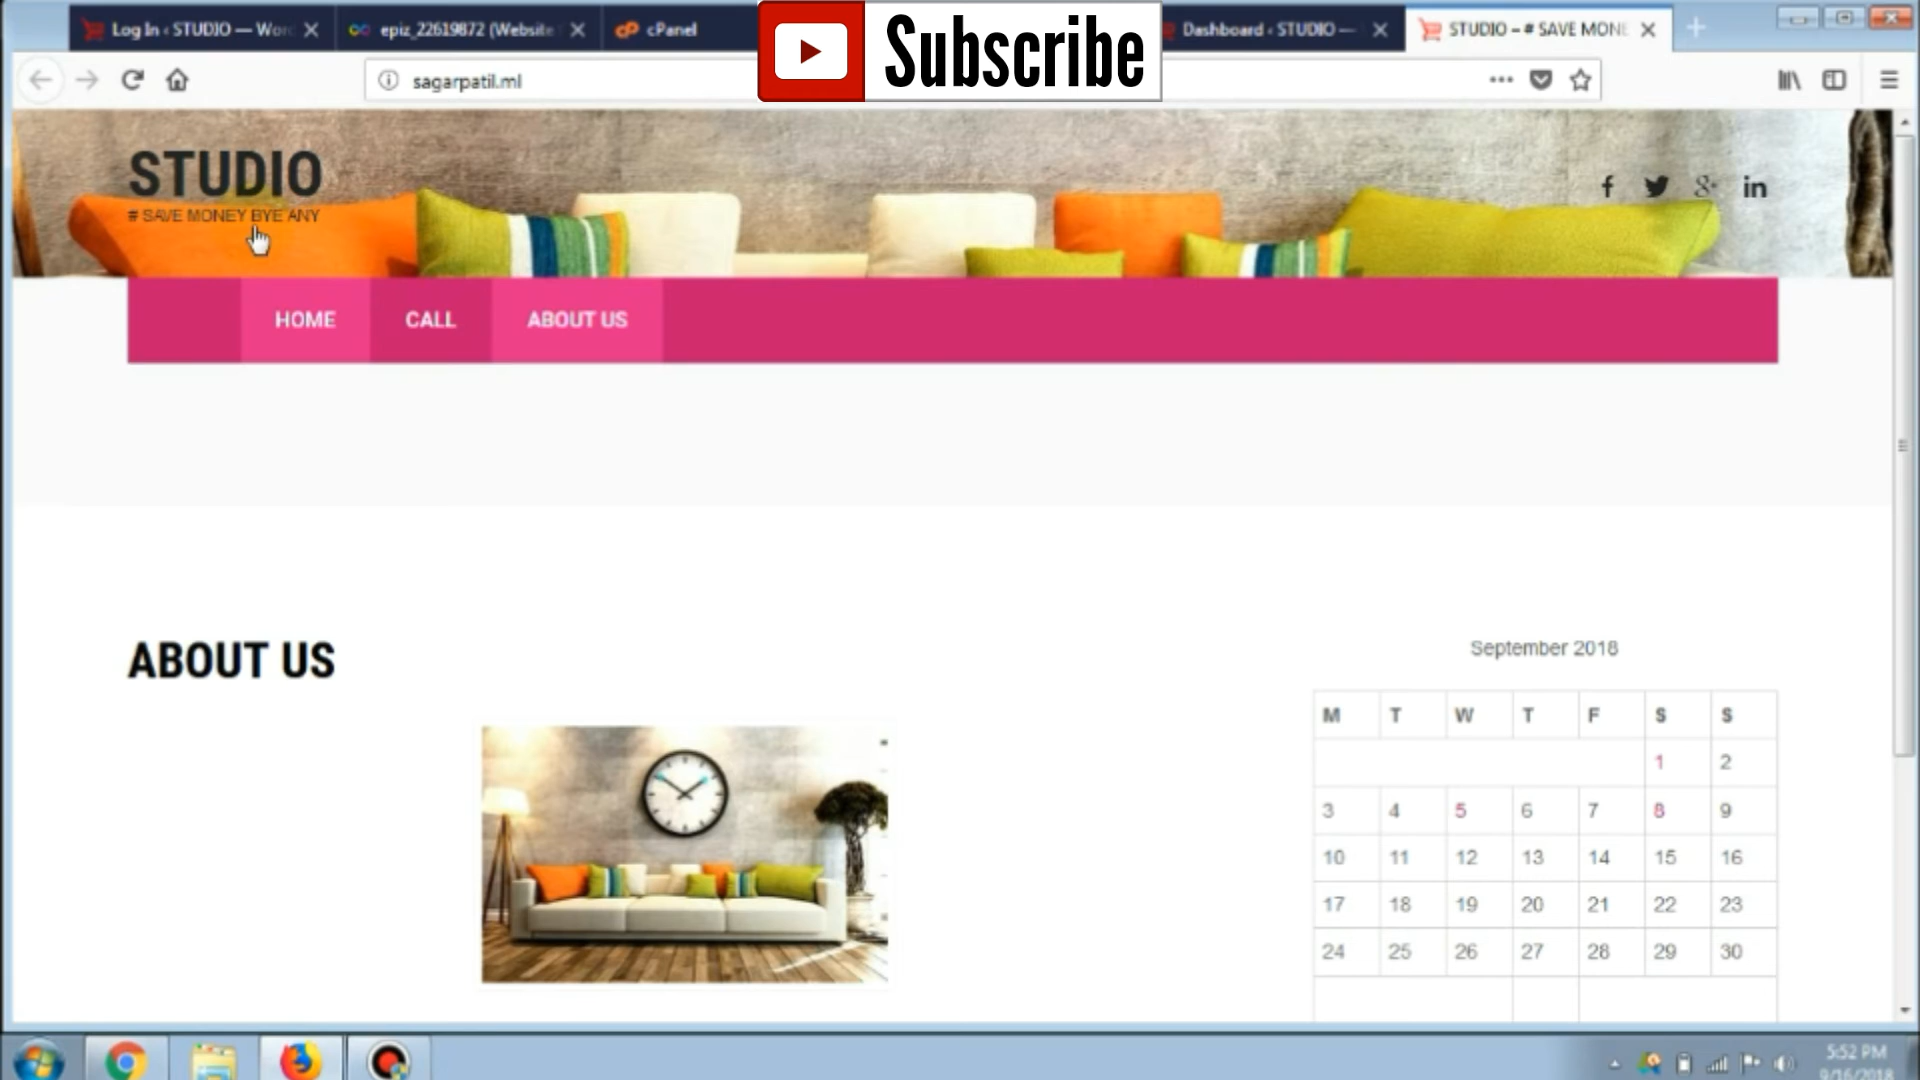 Log In ‹ STUDIO — Wor
epiz_22619872 (Website
cPanel
Subscribe
Dashboard ‹ STUDIO —
STUDIO – # SAVE MONE
sagarpatil.ml
STUDIO
# SAVE MONEY BYE ANY
HOME
CALL
ABOUT US
ABOUT US
September 2018
M T W T F S S
1 2
3 4 5 6 7 8 9
10 11 12 13 14 15 16
17 18 19 20 21 22 23
24 25 26 27 28 29 30
5:52 PM
9/16/2018